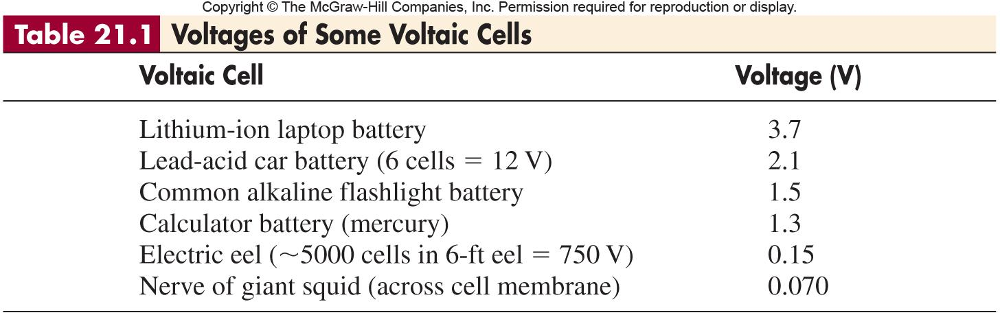 Copyright © The McGraw-Hill Companies, Inc. Permission required for reproduction or display.
Table 21.1 Voltages of Some Voltaic Cells
Voltaic Cell Voltage (V)
Lithium-ion laptop battery 3.7
Lead-acid car battery (6 cells = 12 V) 2.1
Common alkaline flashlight battery 1.5
Calculator battery (mercury) 1.3
Electric eel (~5000 cells in 6-ft eel = 750 V) 0.15
Nerve of giant squid (across cell membrane) 0.070